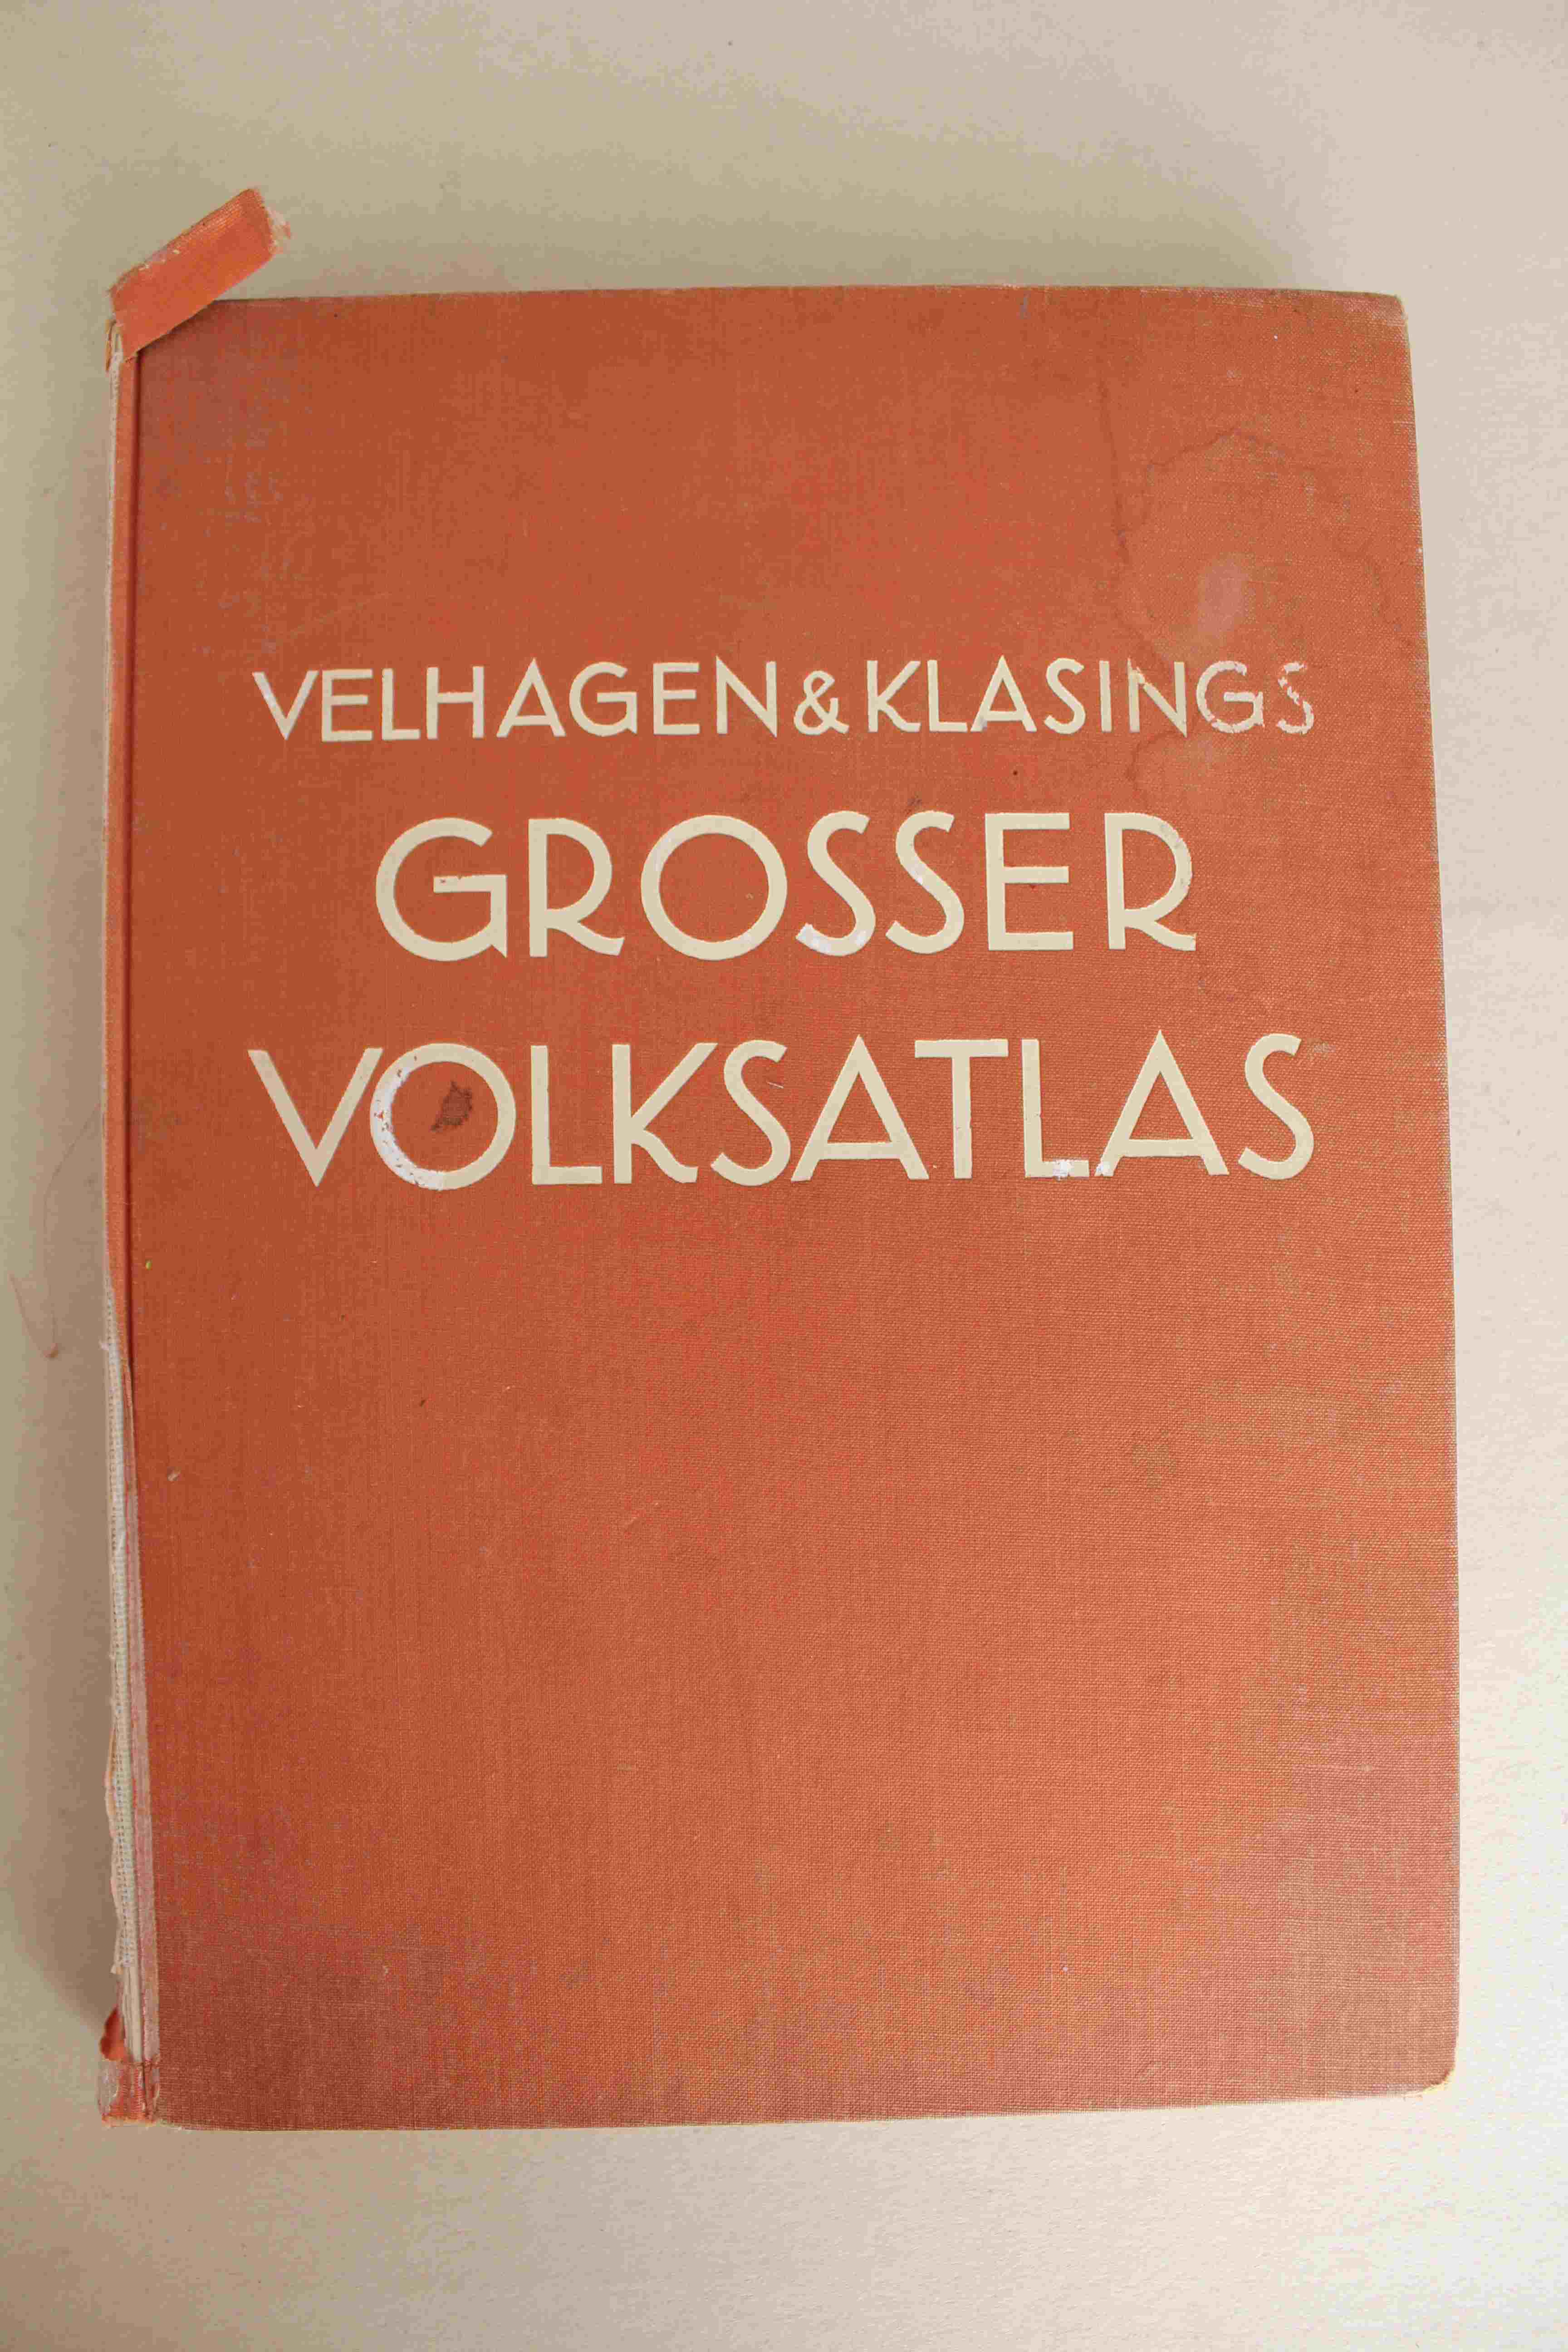 VELHAGEN & KLASINGS
GROSSER
VOLKSATLAS